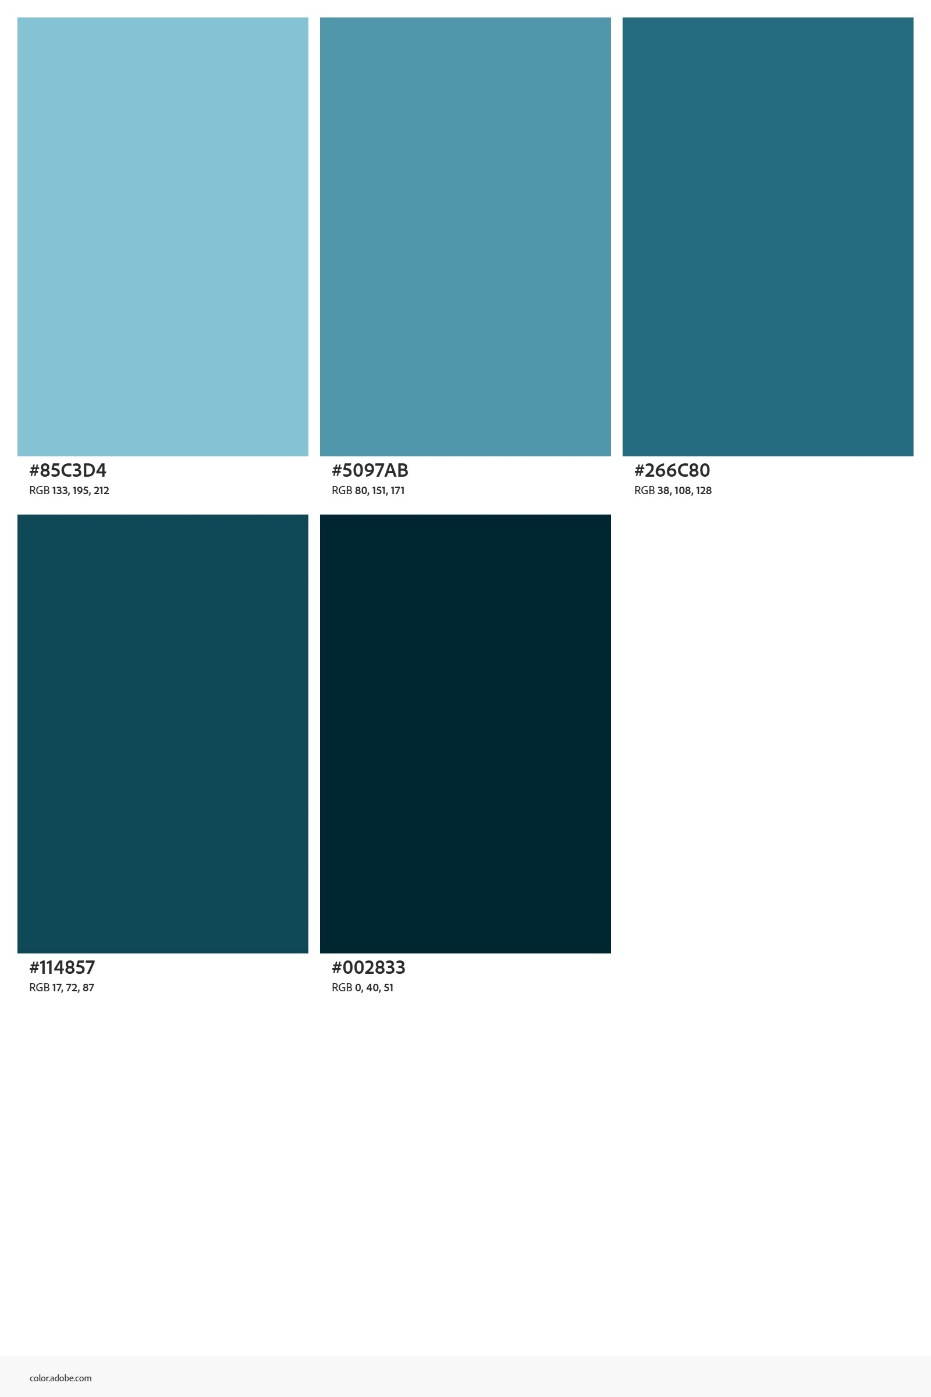 #85C3D4
RGB 133, 195, 212
#5097AB
RGB 80, 151, 171
#266C80
RGB 38, 108, 128
#114857
RGB 17, 72, 87
#002833
RGB 0, 40, 51
color.adobe.com